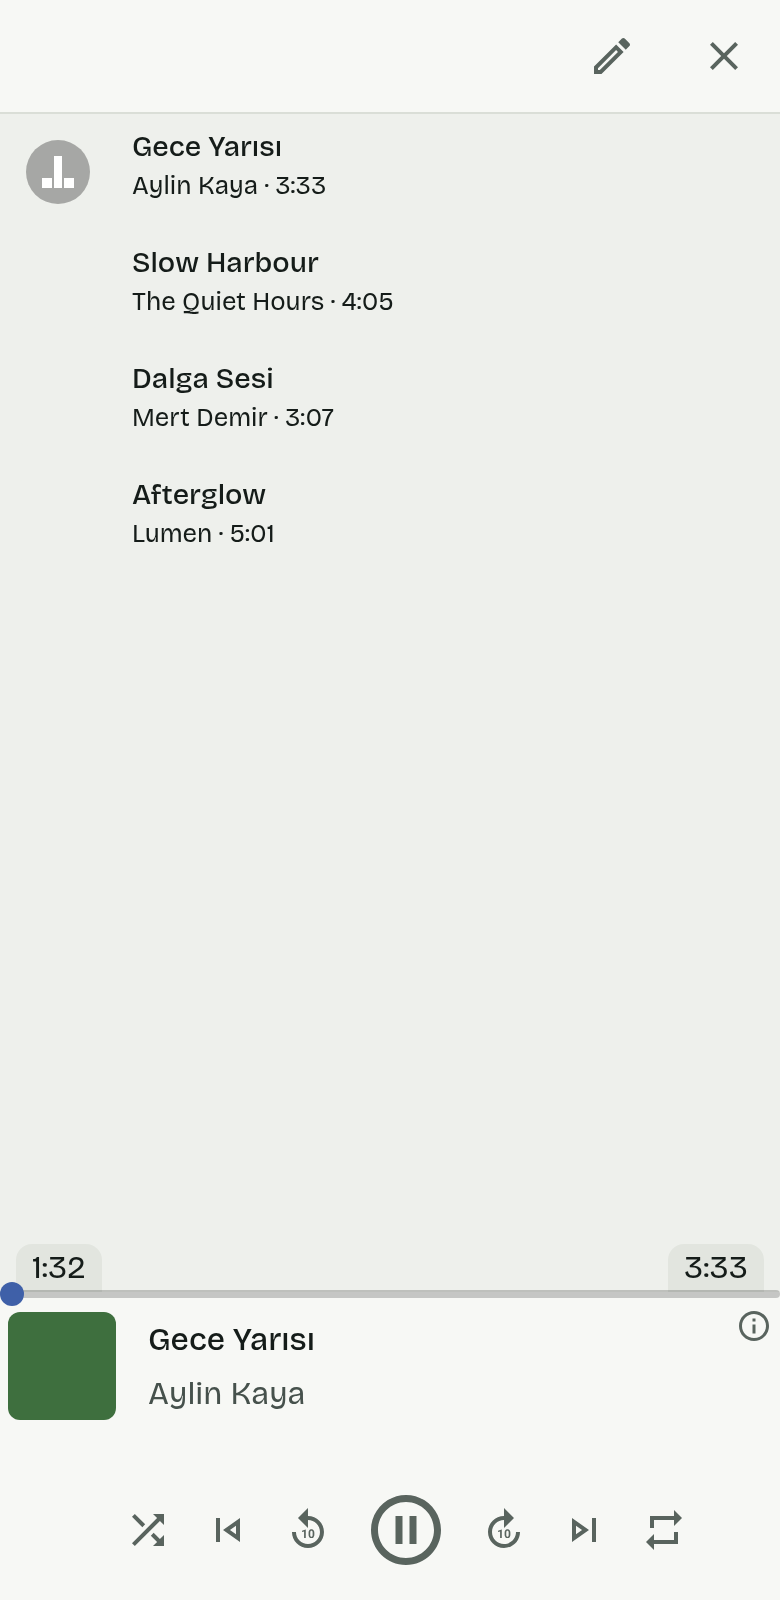 Gece Yarısı
Aylin Kaya · 3:33
Slow Harbour
The Quiet Hours · 4:05
Dalga Sesi
Mert Demir · 3:07
Afterglow
Lumen · 5:01
1:32
3:33
Gece Yarısı
Aylin Kaya
10
10